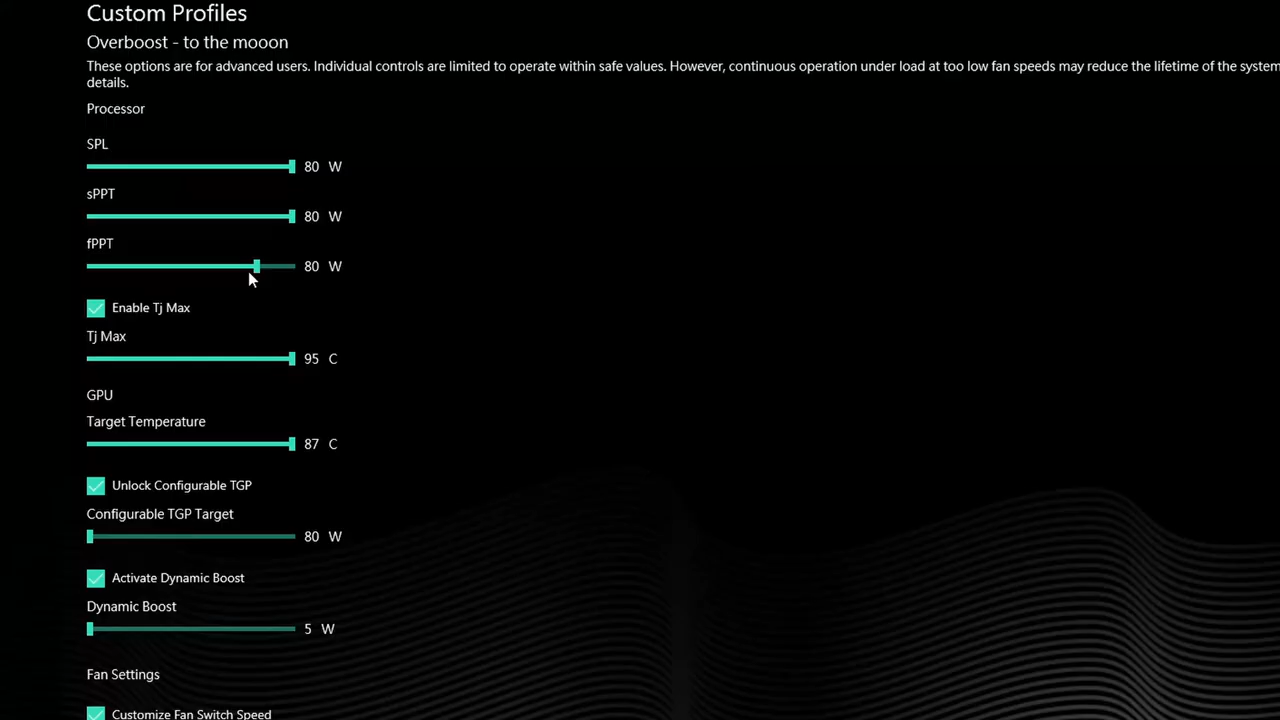 Custom Profiles
Overboost - to the mooon
These options are for advanced users. Individual controls are limited to operate within safe values. However, continuous operation under load at too low fan speeds may reduce the lifetime of the system
details.
Processor
SPL
80 W
sPPT
80 W
fPPT
80 W
Enable Tj Max
Tj Max
95 C
GPU
Target Temperature
87 C
Unlock Configurable TGP
Configurable TGP Target
80 W
Activate Dynamic Boost
Dynamic Boost
5 W
Fan Settings
Customize Fan Switch Speed